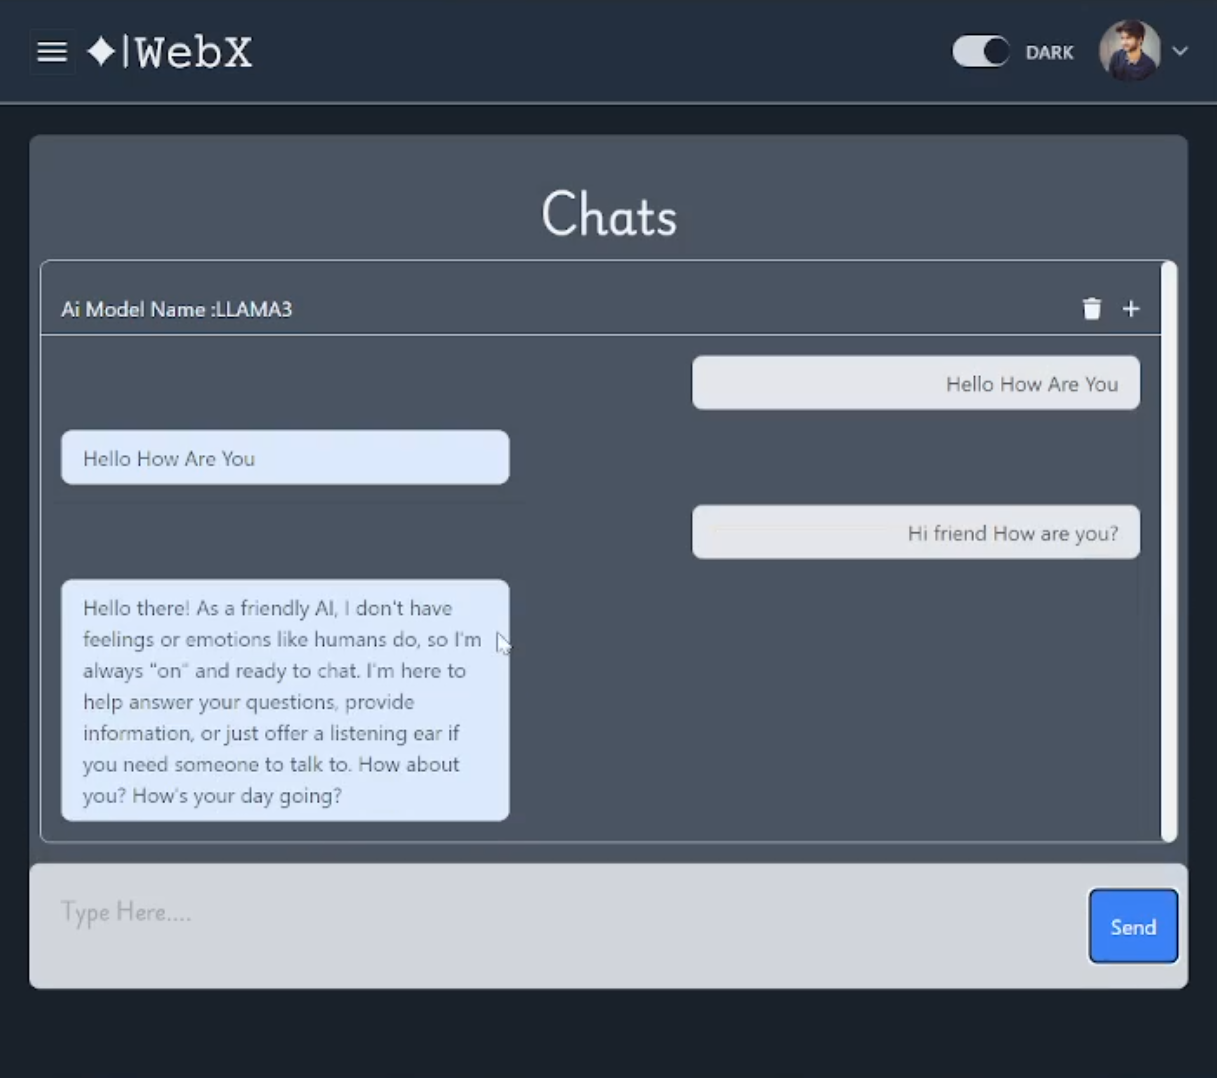 ✦|WebX
DARK
Chats
Ai Model Name :LLAMA3
Hello How Are You
Hello How Are You
Hi friend How are you?
Hello there! As a friendly AI, I don't have
feelings or emotions like humans do, so I'm
always "on" and ready to chat. I'm here to
help answer your questions, provide
information, or just offer a listening ear if
you need someone to talk to. How about
you? How's your day going?
Type Here....
Send